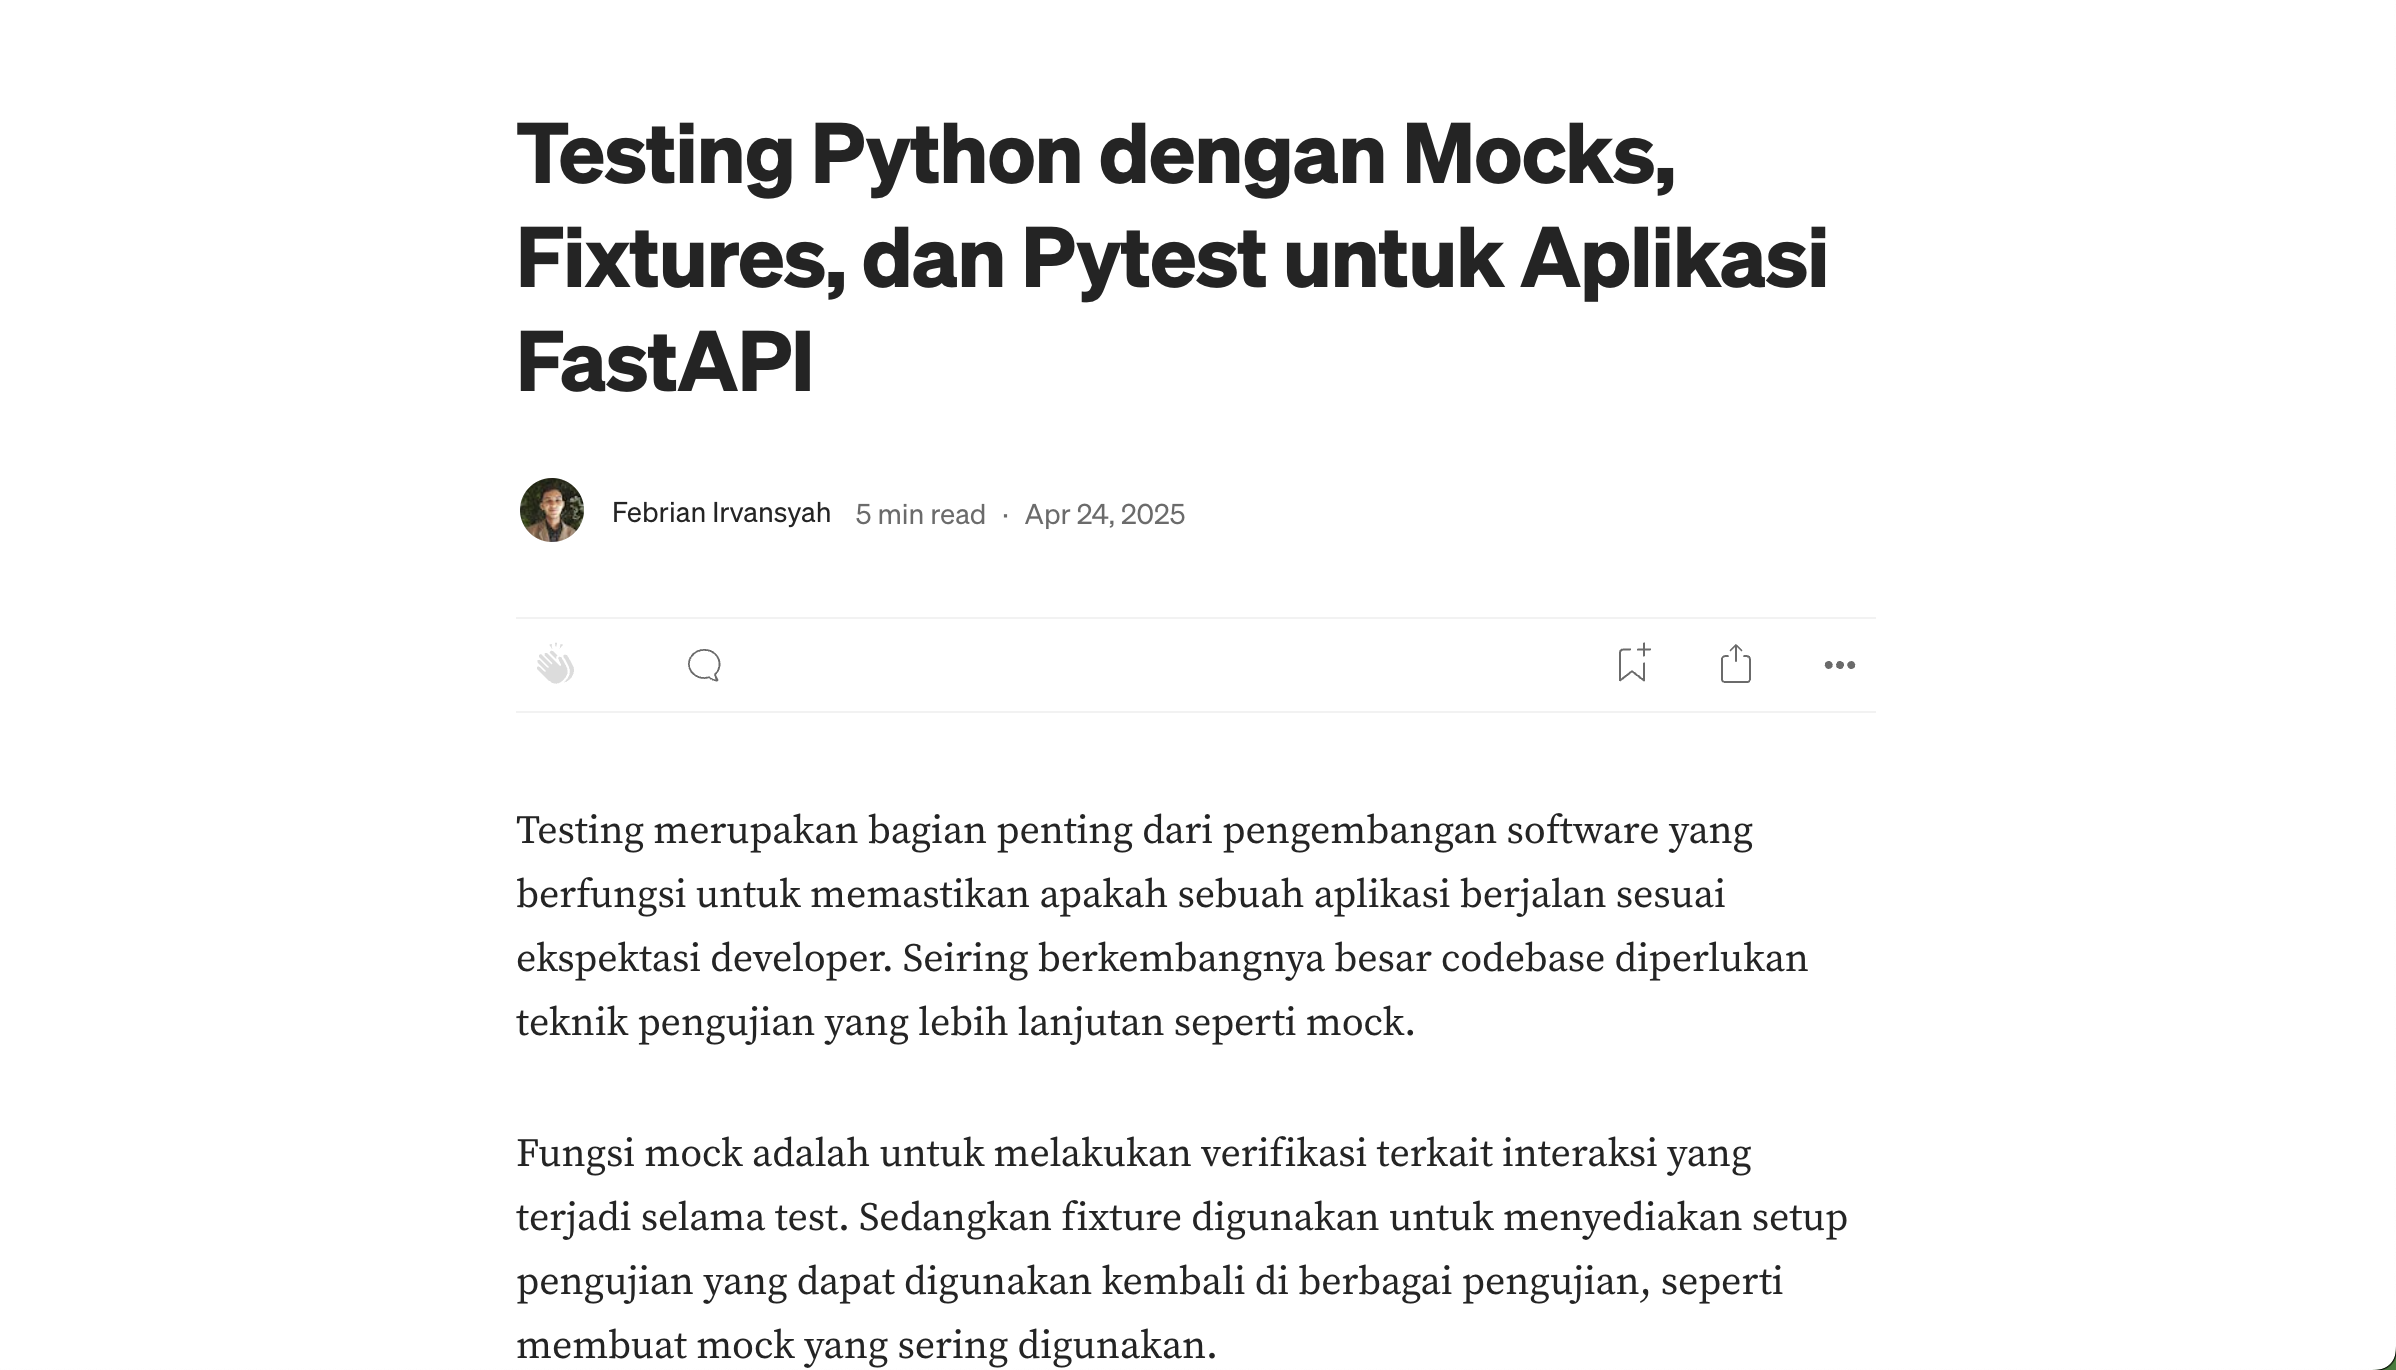 Testing Python dengan Mocks,
Fixtures, dan Pytest untuk Aplikasi
FastAPI
Febrian Irvansyah 5 min read · Apr 24, 2025
Testing merupakan bagian penting dari pengembangan software yang
berfungsi untuk memastikan apakah sebuah aplikasi berjalan sesuai
ekspektasi developer. Seiring berkembangnya besar codebase diperlukan
teknik pengujian yang lebih lanjutan seperti mock.
Fungsi mock adalah untuk melakukan verifikasi terkait interaksi yang
terjadi selama test. Sedangkan fixture digunakan untuk menyediakan setup
pengujian yang dapat digunakan kembali di berbagai pengujian, seperti
membuat mock yang sering digunakan.